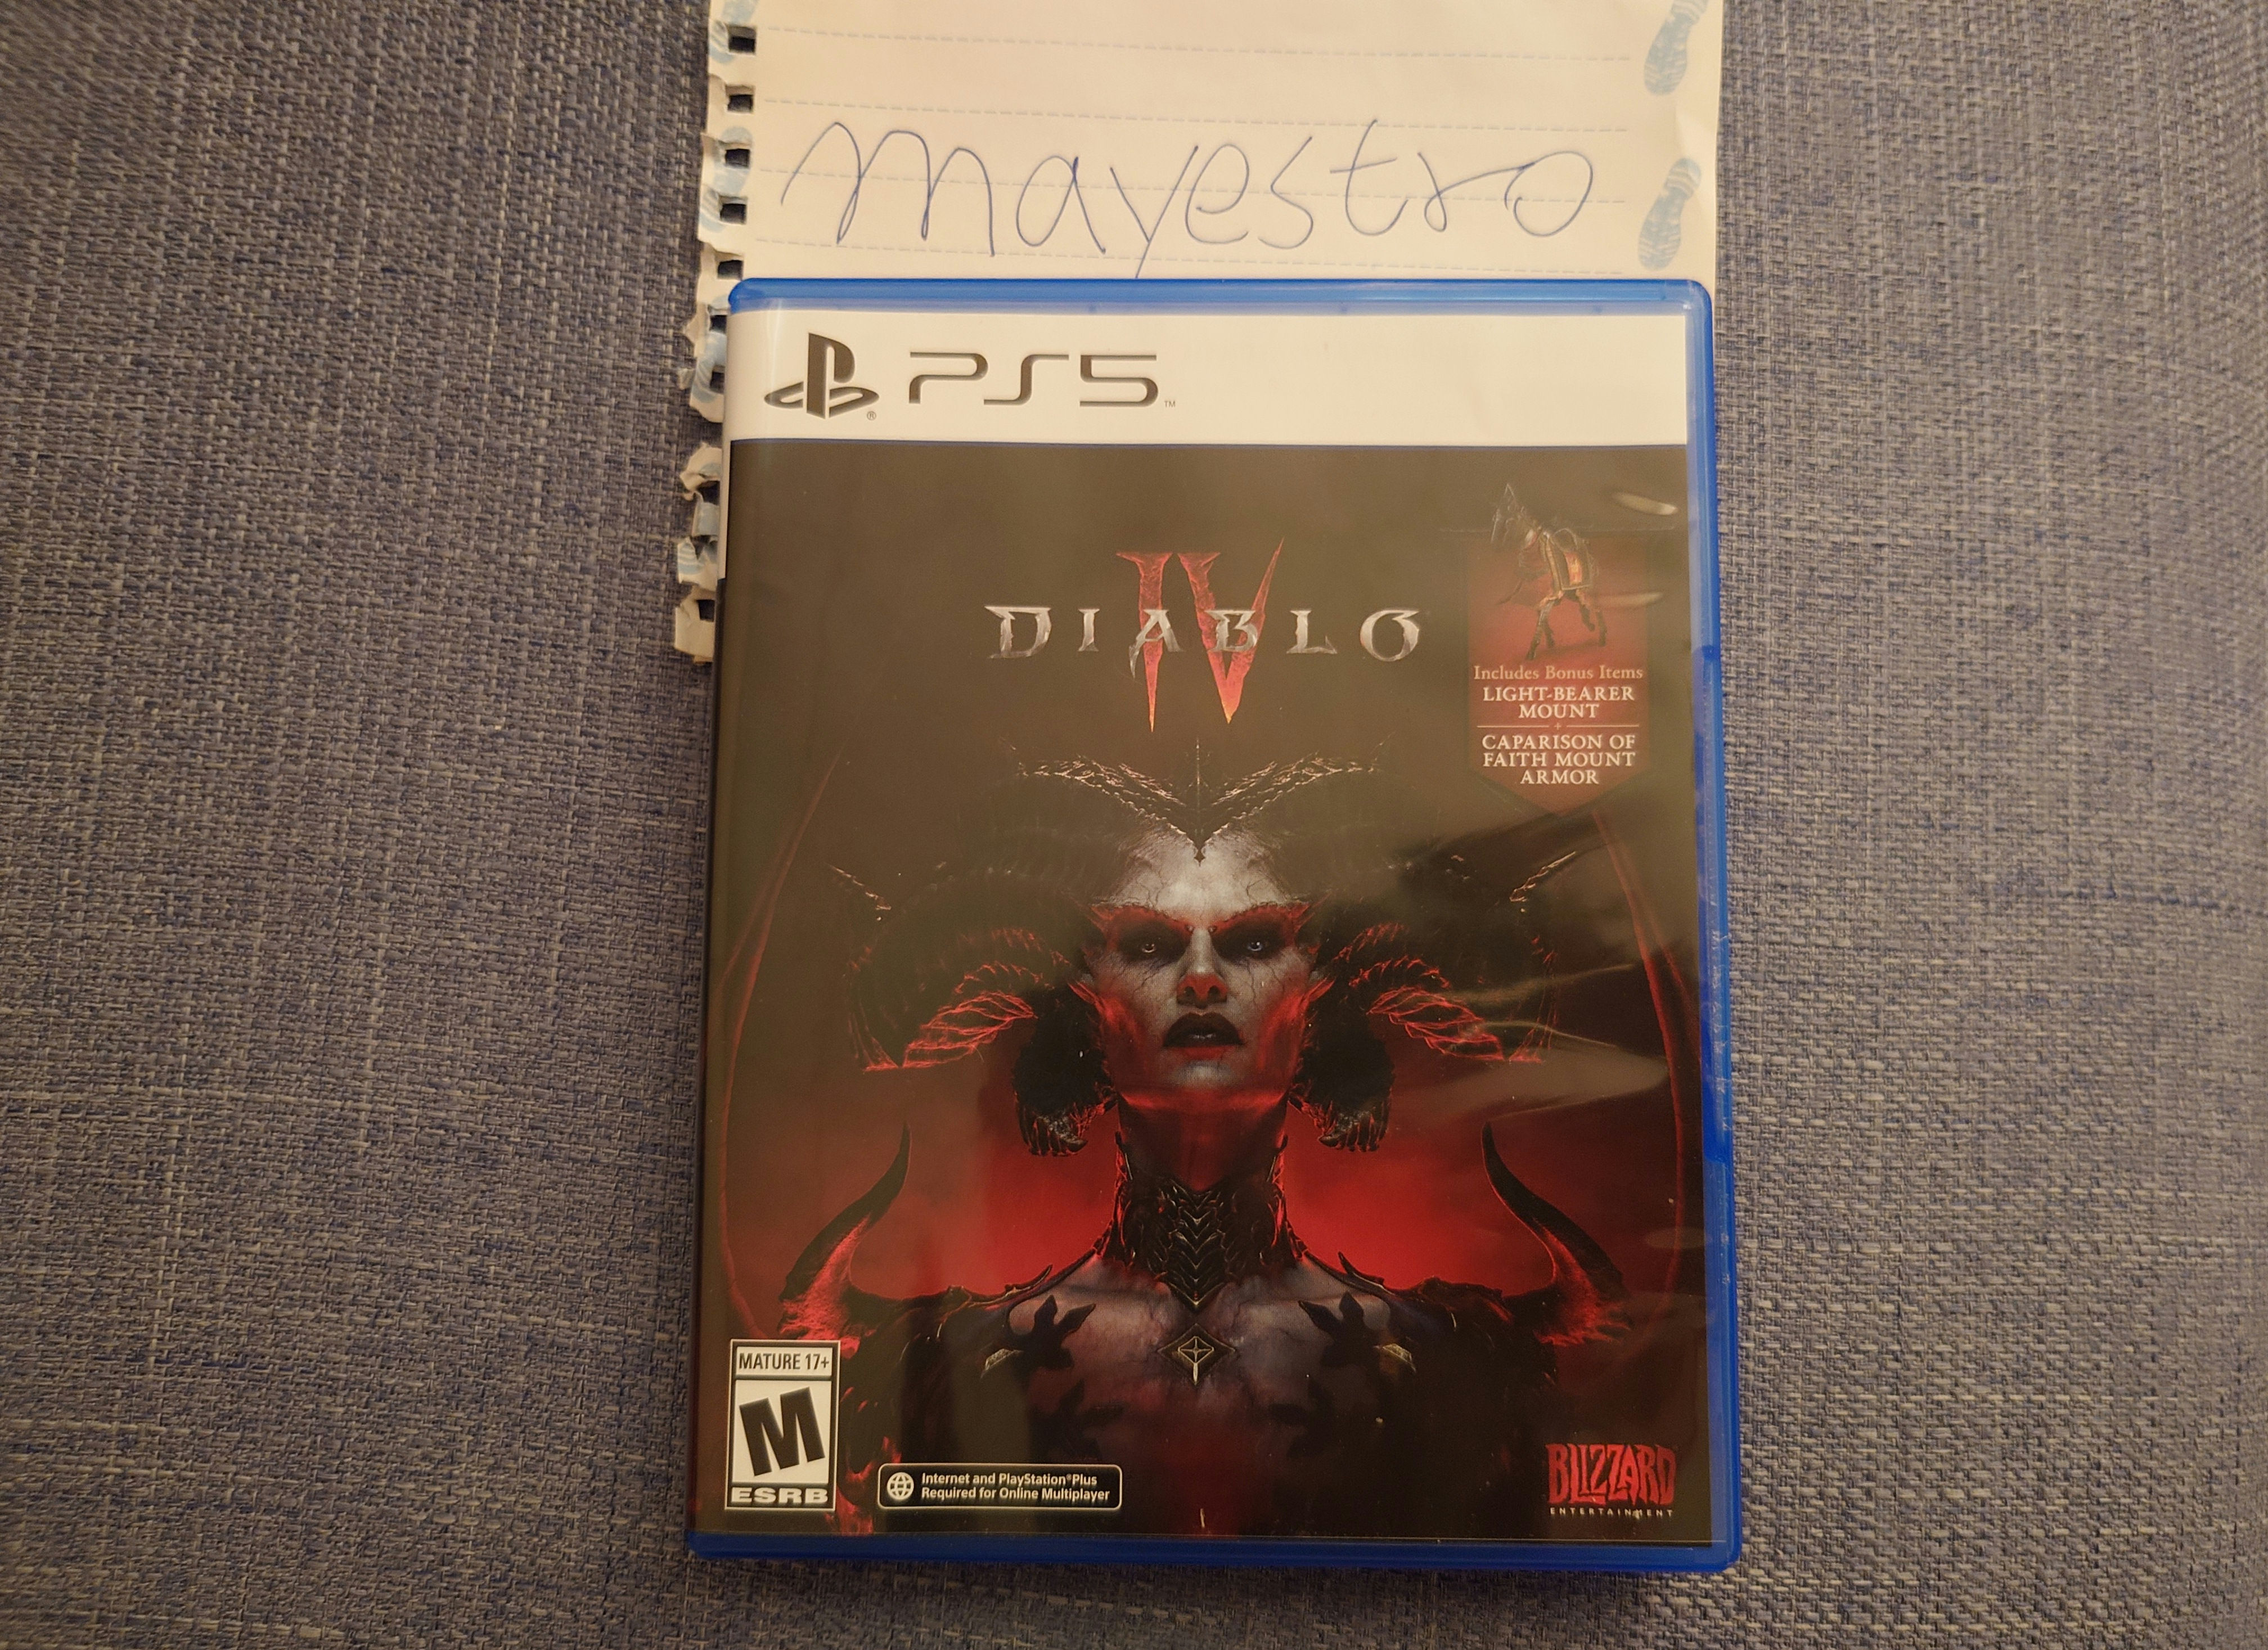 mayestro
PS5™
DIABLO
IV
Includes Bonus Items
LIGHT-BEARER
MOUNT
+
CAPARISON OF
FAITH MOUNT
ARMOR
MATURE 17+
M
ESRB
Internet and PlayStation®Plus
Required for Online Multiplayer
BLIZZARD
ENTERTAINMENT